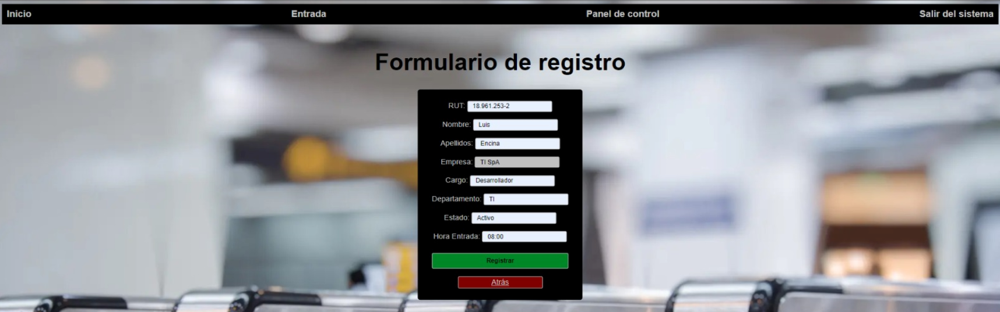 Inicio Entrada Panel de control Salir del sistema
Formulario de registro
RUT: 18.961.253-2
Nombre: Luis
Apellidos: Encina
Empresa: TI SpA
Cargo: Desarrollador
Departamento: TI
Estado: Activo
Hora Entrada: 08:00
Registrar
Atrás